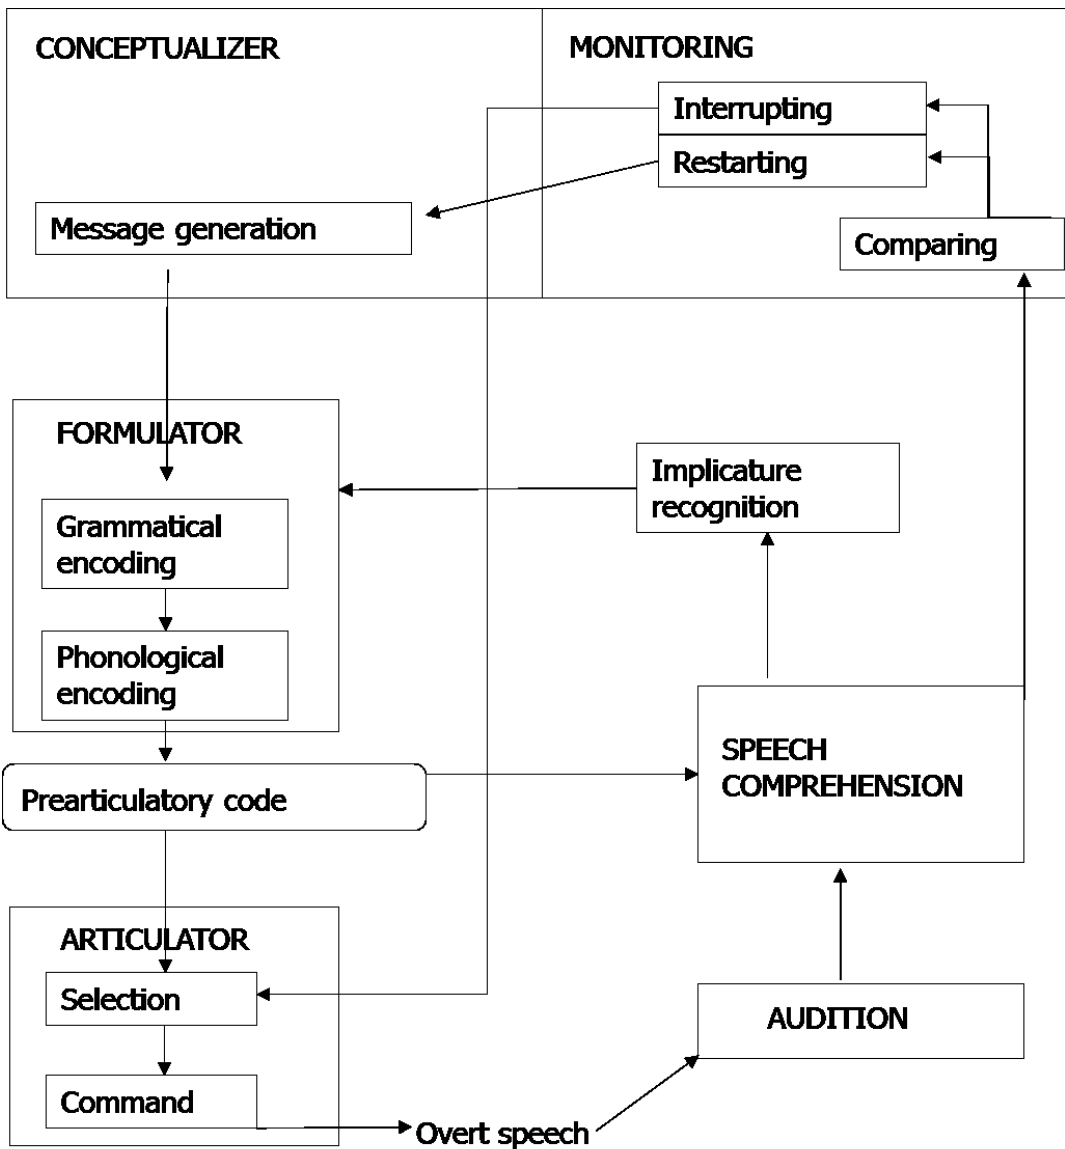 CONCEPTUALIZER
MONITORING
Interrupting
Restarting
Message generation
Comparing
FORMULATOR
Implicature
recognition
Grammatical
encoding
Phonological
encoding
SPEECH
COMPREHENSION
Prearticulatory code
ARTICULATOR
Selection
AUDITION
Command
Overt speech